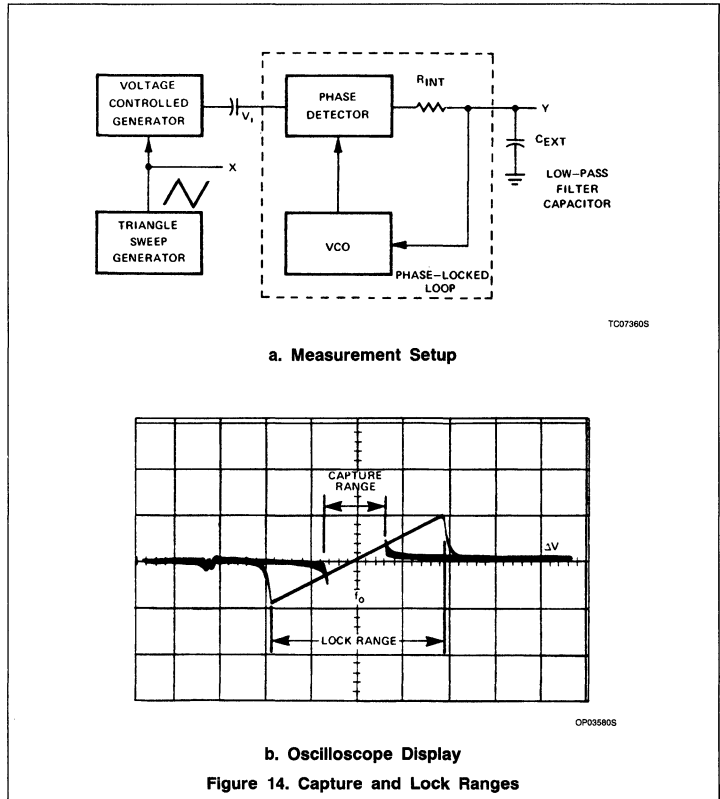 VOLTAGE
CONTROLLED
GENERATOR
V₁
PHASE
DETECTOR
RINT
Y
CEXT
LOW-PASS
FILTER
CAPACITOR
X
TRIANGLE
SWEEP
GENERATOR
VCO
PHASE-LOCKED
LOOP
TC07360S
a. Measurement Setup
CAPTURE
RANGE
ΔV
fo
LOCK RANGE
OP03580S
b. Oscilloscope Display
Figure 14. Capture and Lock Ranges